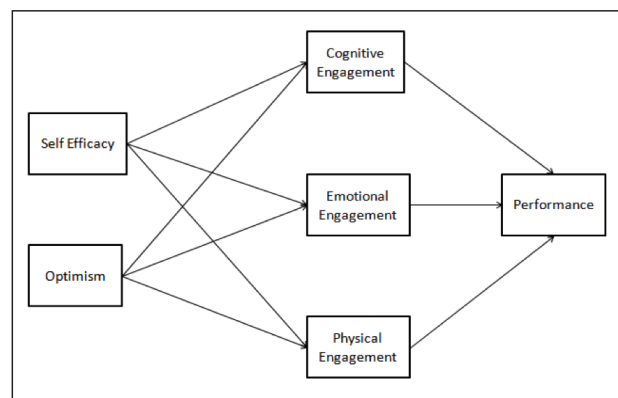 Cognitive
Engagement
Self Efficacy
Emotional
Engagement
Performance
Optimism
Physical
Engagement